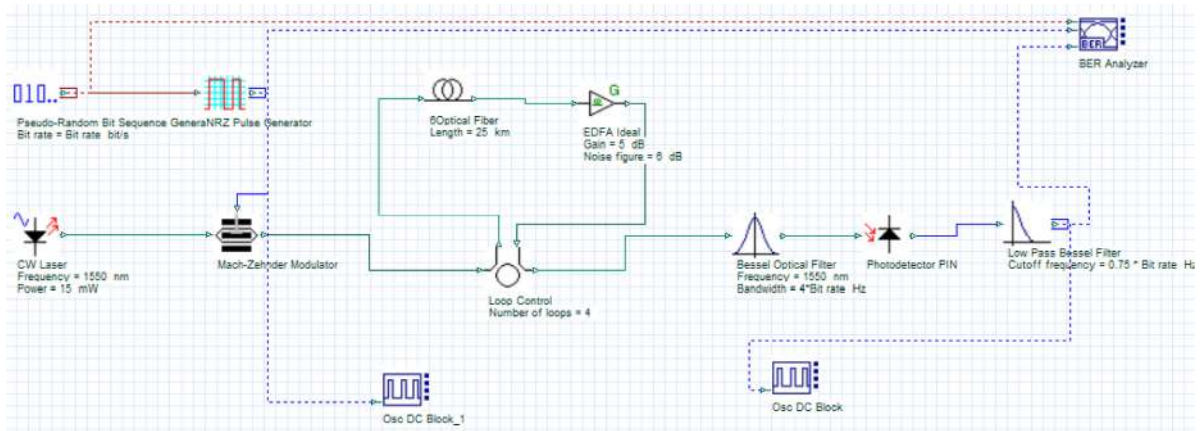 BER
BER Analyzer
010..
Pseudo-Random Bit Sequence GeneraNRZ Pulse Generator
Bit rate = Bit rate bit/s
6Optical Fiber
Length = 25 km
G
EDFA Ideal
Gain = 5 dB
Noise figure = 6 dB
CW Laser
Frequency = 1550 nm
Power = 15 mW
Mach-Zehnder Modulator
Loop Control
Number of loops = 4
Bessel Optical Filter
Frequency = 1550 nm
Bandwidth = 4*Bit rate Hz
Photodetector PIN
Low Pass Bessel Filter
Cutoff frequency = 0.75 * Bit rate Hz
Osc DC Block_1
Osc DC Block